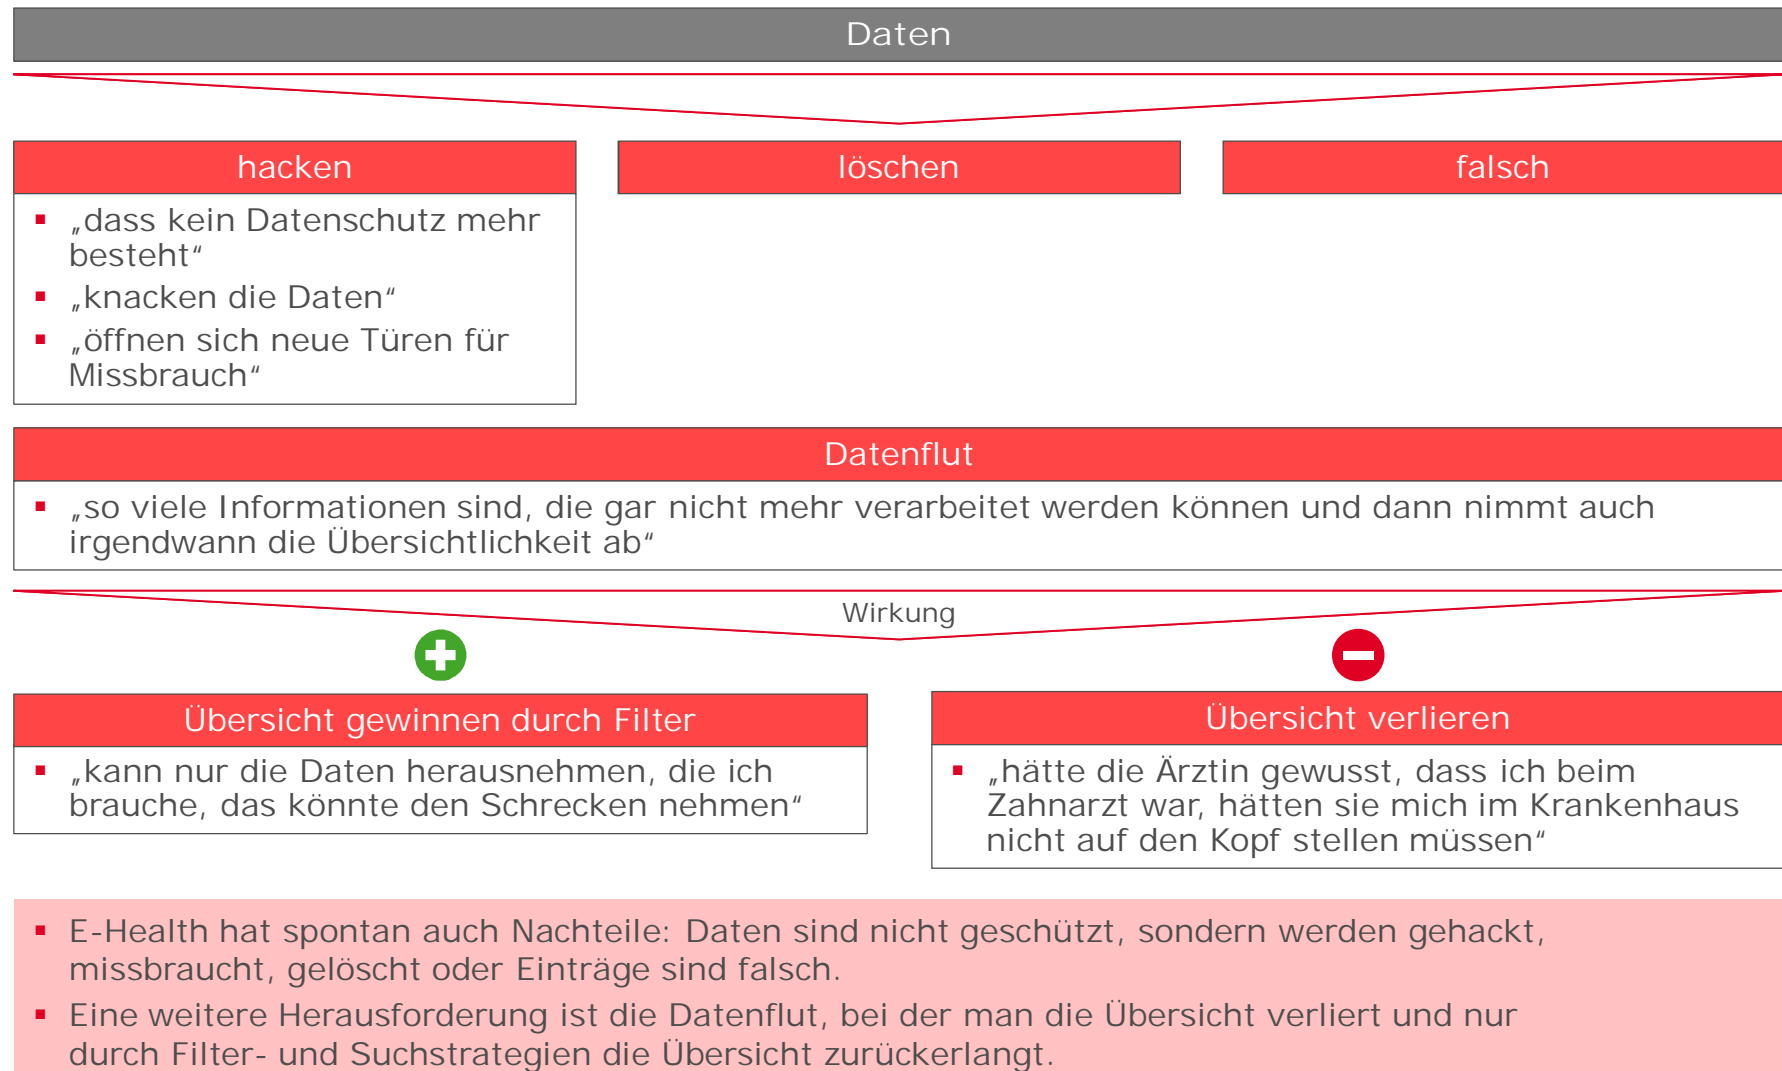 Daten
hacken
löschen
falsch
▪ „dass kein Datenschutz mehr
besteht“
▪ „knacken die Daten“
▪ „öffnen sich neue Türen für
Missbrauch“
Datenflut
▪ „so viele Informationen sind, die gar nicht mehr verarbeitet werden können und dann nimmt auch
irgendwann die Übersichtlichkeit ab“
Wirkung
Übersicht gewinnen durch Filter
▪ „kann nur die Daten herausnehmen, die ich
brauche, das könnte den Schrecken nehmen“
Übersicht verlieren
▪ „hätte die Ärztin gewusst, dass ich beim
Zahnarzt war, hätten sie mich im Krankenhaus
nicht auf den Kopf stellen müssen“
▪ E-Health hat spontan auch Nachteile: Daten sind nicht geschützt, sondern werden gehackt,
missbraucht, gelöscht oder Einträge sind falsch.
▪ Eine weitere Herausforderung ist die Datenflut, bei der man die Übersicht verliert und nur
durch Filter- und Suchstrategien die Übersicht zurückerlangt.